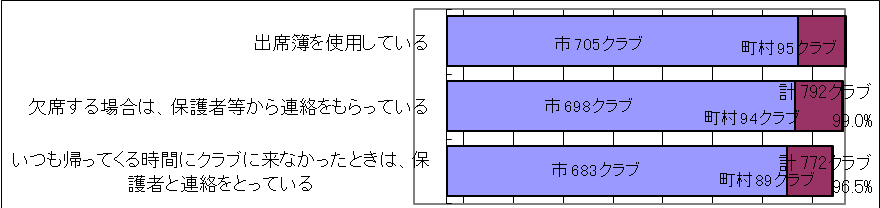 出席簿を使用している
市705クラブ
町村95クラブ
欠席する場合は、保護者等から連絡をもらっている
市698クラブ
町村94クラブ
計792クラブ
99.0%
いつも帰ってくる時間にクラブに来なかったときは、保
護者と連絡をとっている
市683クラブ
町村89クラブ
計772クラブ
96.5%